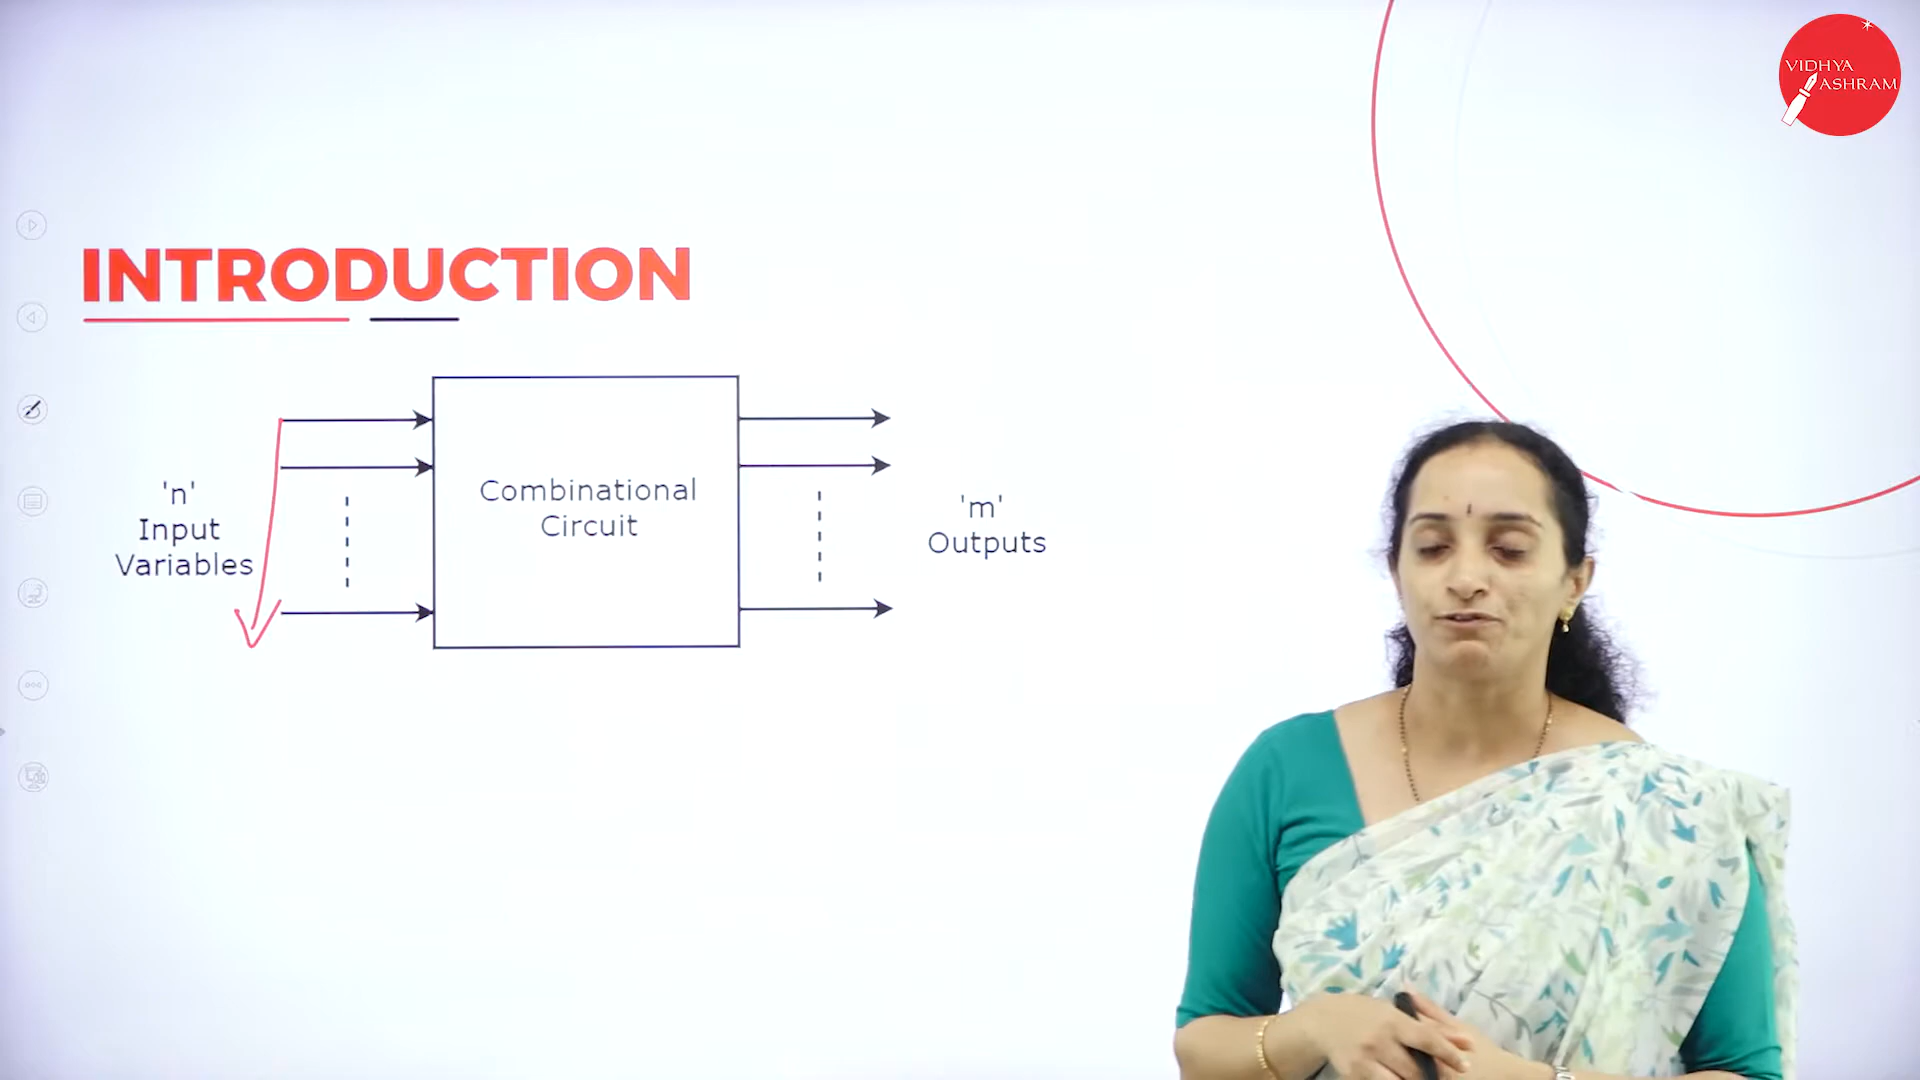 VIDHYA
ASHRAM
INTRODUCTION
'n'
Input
Variables
Combinational
Circuit
'm'
Outputs